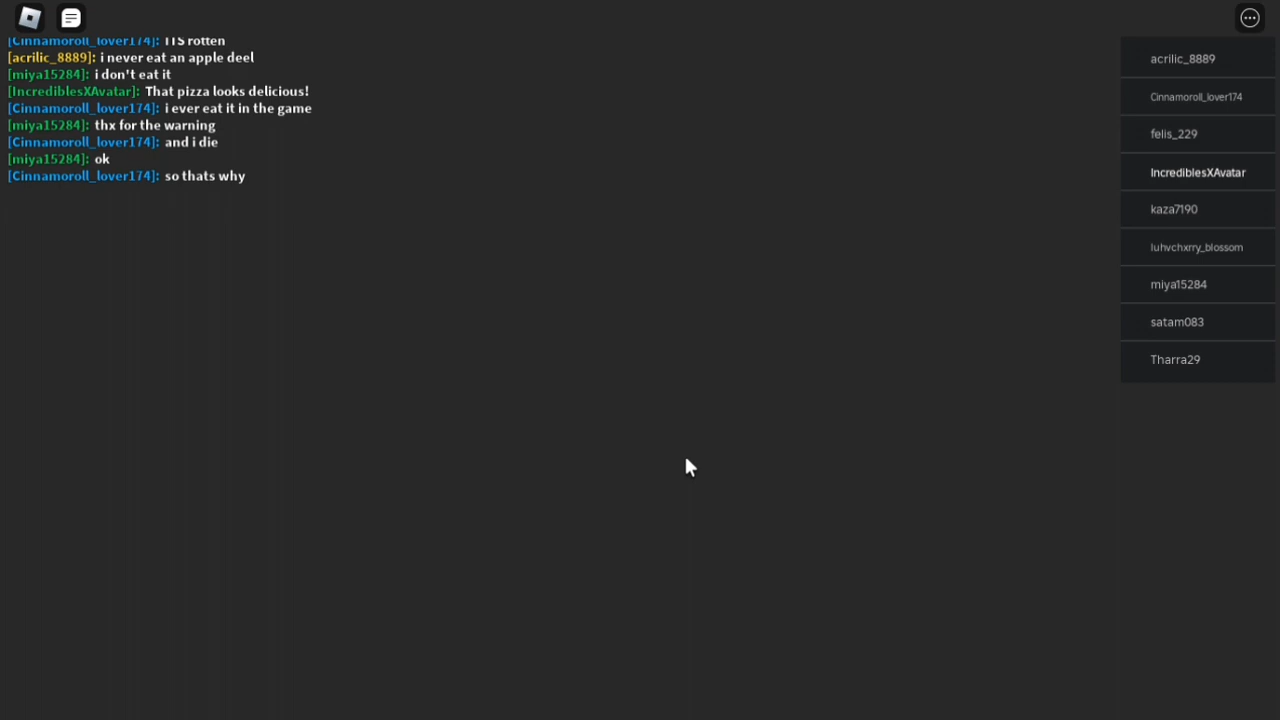 [Cinnamoroll_lover174]: ITS rotten
[acrilic_8889]: i never eat an apple deel
[miya15284]: i don't eat it
[IncrediblesXAvatar]: That pizza looks delicious!
[Cinnamoroll_lover174]: i ever eat it in the game
[miya15284]: thx for the warning
[Cinnamoroll_lover174]: and i die
[miya15284]: ok
[Cinnamoroll_lover174]: so thats why
acrilic_8889
Cinnamoroll_lover174
felis_229
IncrediblesXAvatar
kaza7190
luhvchxrry_blossom
miya15284
satam083
Tharra29